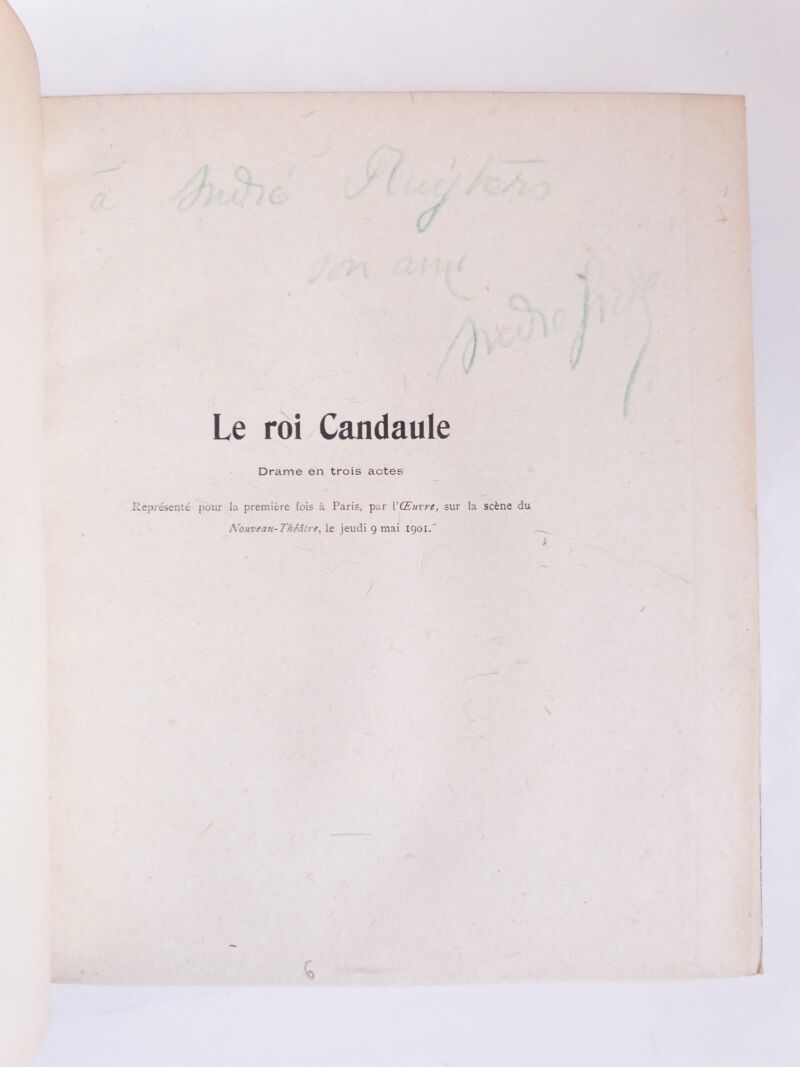 à André Ruyters
son ami
André Gide
Le roi Candaule
Drame en trois actes
Représenté pour la première fois à Paris, par l'Œuvre, sur la scène du
Nouveau-Théâtre, le jeudi 9 mai 1901.
6